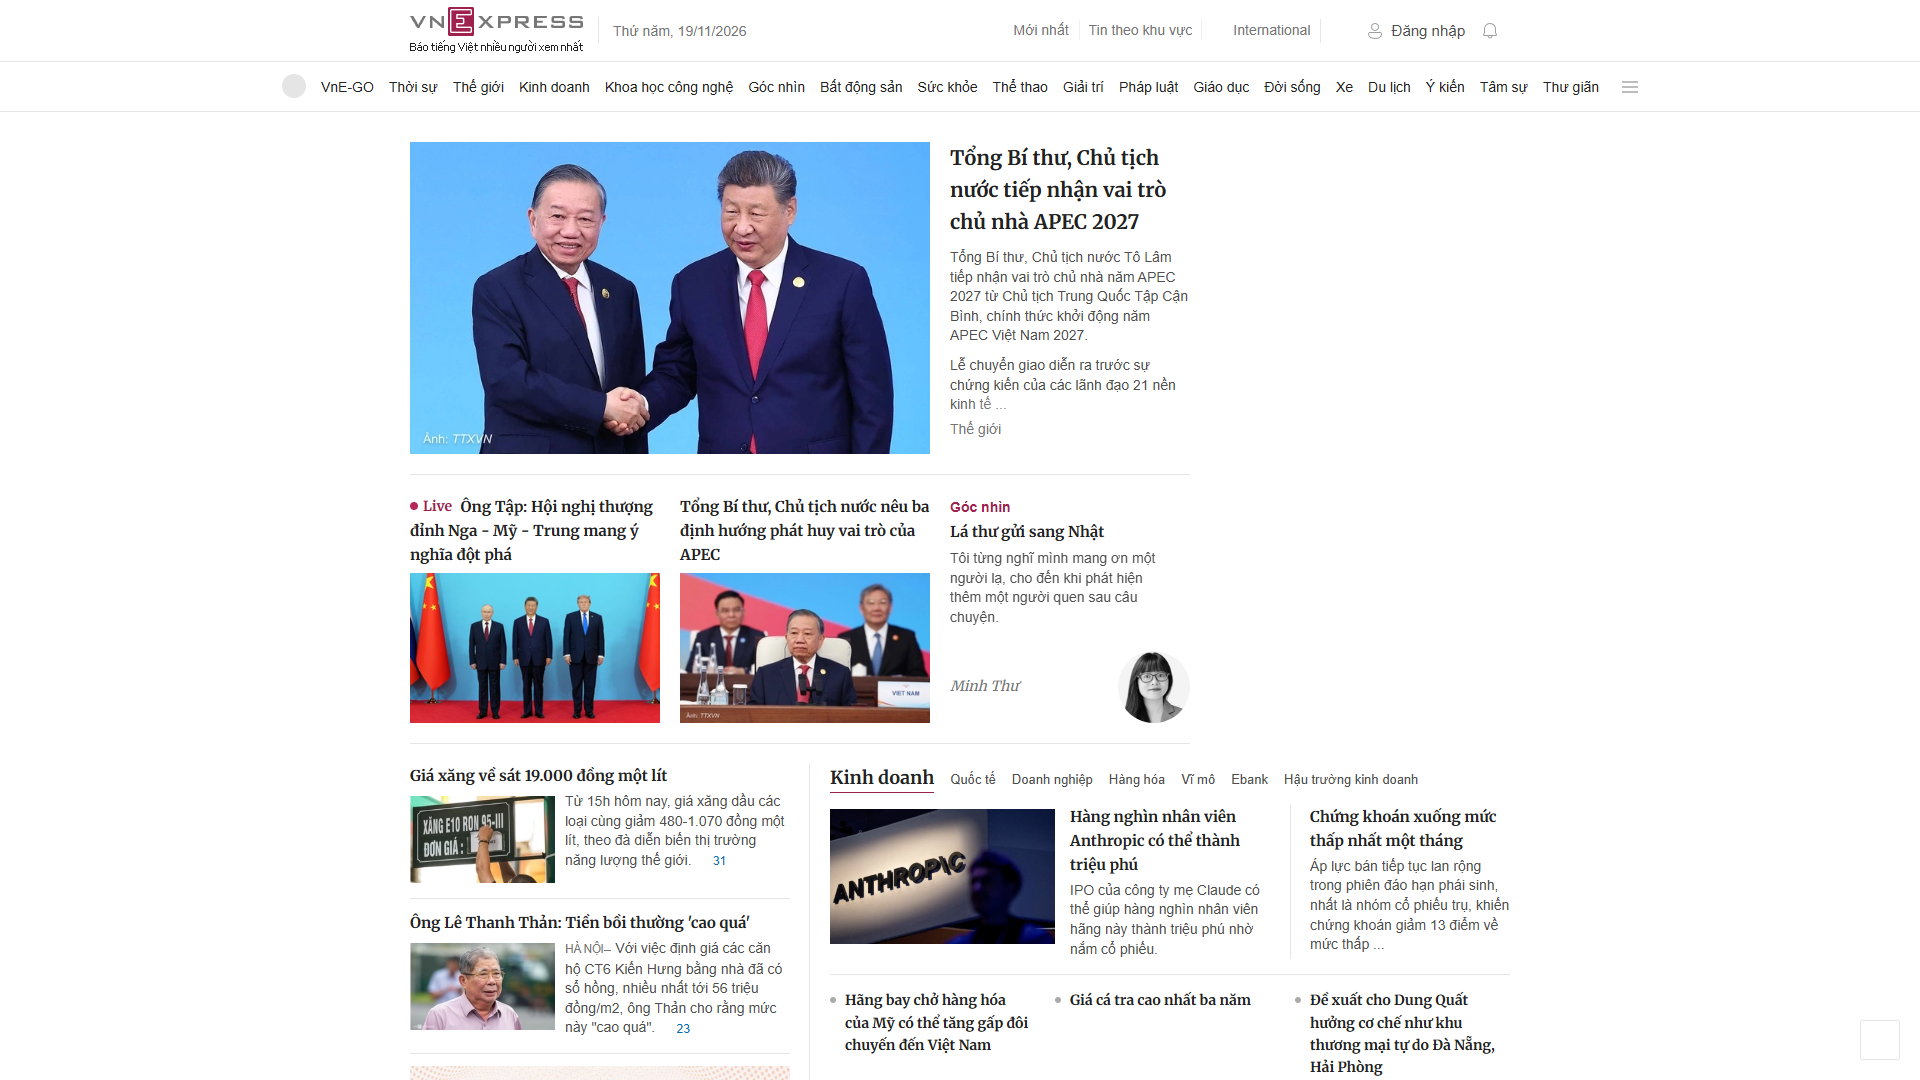 VNEXPRESS
Báo tiếng Việt nhiều người xem nhất
Thứ năm, 19/11/2026
Mới nhất
Tin theo khu vực
International
Đăng nhập
VnE-GO
Thời sự
Thế giới
Kinh doanh
Khoa học công nghệ
Góc nhìn
Bất động sản
Sức khỏe
Thể thao
Giải trí
Pháp luật
Giáo dục
Đời sống
Xe
Du lịch
Ý kiến
Tâm sự
Thư giãn
Ảnh: TTXVN
Tổng Bí thư, Chủ tịch
nước tiếp nhận vai trò
chủ nhà APEC 2027
Tổng Bí thư, Chủ tịch nước Tô Lâm
tiếp nhận vai trò chủ nhà năm APEC
2027 từ Chủ tịch Trung Quốc Tập Cận
Bình, chính thức khởi động năm
APEC Việt Nam 2027.
Lễ chuyển giao diễn ra trước sự
chứng kiến của các lãnh đạo 21 nền
kinh tế ...
Thế giới
Live Ông Tập: Hội nghị thượng
đỉnh Nga - Mỹ - Trung mang ý
nghĩa đột phá
Tổng Bí thư, Chủ tịch nước nêu ba
định hướng phát huy vai trò của
APEC
VIET NAM
Ảnh: TTXVN
Góc nhìn
Lá thư gửi sang Nhật
Tôi từng nghĩ mình mang ơn một
người lạ, cho đến khi phát hiện
thêm một người quen sau câu
chuyện.
Minh Thư
Giá xăng về sát 19.000 đồng một lít
XĂNG E10 RON 95-III
ĐƠN GIÁ :
Từ 15h hôm nay, giá xăng dầu các
loại cùng giảm 480-1.070 đồng một
lít, theo đà diễn biến thị trường
năng lượng thế giới. 31
Ông Lê Thanh Thản: Tiền bồi thường 'cao quá'
HÀ NỘI– Với việc định giá các căn
hộ CT6 Kiến Hưng bằng nhà đã có
sổ hồng, nhiều nhất tới 56 triệu
đồng/m2, ông Thản cho rằng mức
này "cao quá". 23
Kinh doanh
Quốc tế
Doanh nghiệp
Hàng hóa
Vĩ mô
Ebank
Hậu trường kinh doanh
ANTHROPIC
Hàng nghìn nhân viên
Anthropic có thể thành
triệu phú
IPO của công ty mẹ Claude có
thể giúp hàng nghìn nhân viên
hãng này thành triệu phú nhờ
nắm cổ phiếu.
Chứng khoán xuống mức
thấp nhất một tháng
Áp lực bán tiếp tục lan rộng
trong phiên đáo hạn phái sinh,
nhất là nhóm cổ phiếu trụ, khiến
chứng khoán giảm 13 điểm về
mức thấp ...
Hãng bay chở hàng hóa
của Mỹ có thể tăng gấp đôi
chuyến đến Việt Nam
Giá cá tra cao nhất ba năm
Đề xuất cho Dung Quất
hưởng cơ chế như khu
thương mại tự do Đà Nẵng,
Hải Phòng